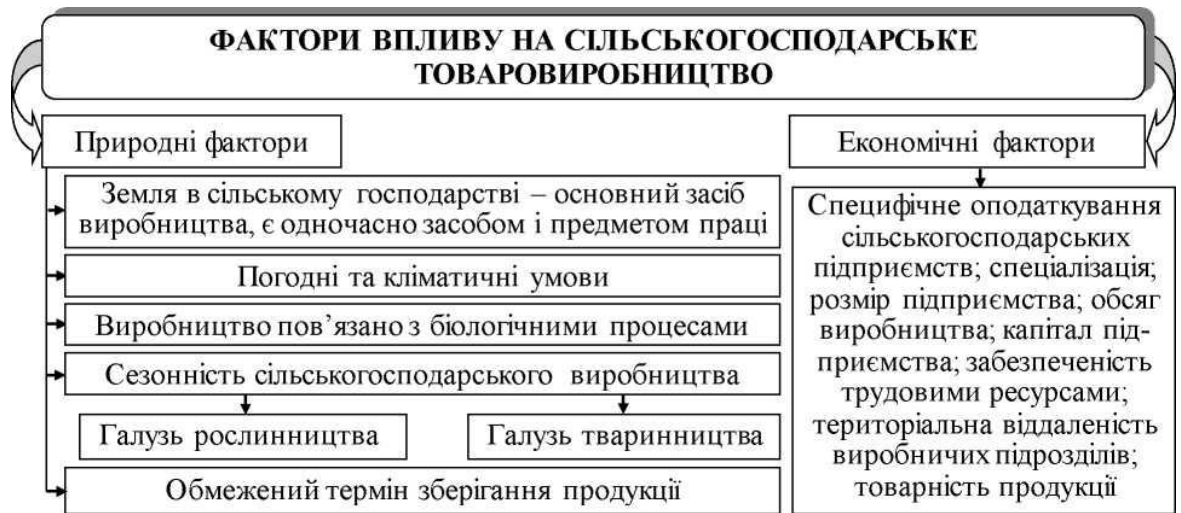 ФАКТОРИ ВПЛИВУ НА СІЛЬСЬКОГОСПОДАРСЬКЕ
ТОВАРОВИРОБНИЦТВО
Природні фактори
Земля в сільському господарстві – основний засіб
виробництва, є одночасно засобом і предметом праці
Погодні та кліматичні умови
Виробництво пов’язано з біологічними процесами
Сезонність сільськогосподарського виробництва
Галузь рослинництва
Галузь тваринництва
Обмежений термін зберігання продукції
Економічні фактори
Специфічне оподаткування
сільськогосподарських
підприємств; спеціалізація;
розмір підприємства; обсяг
виробництва; капітал під-
приємства; забезпеченість
трудовими ресурсами;
територіальна віддаленість
виробничих підрозділів;
товарність продукції